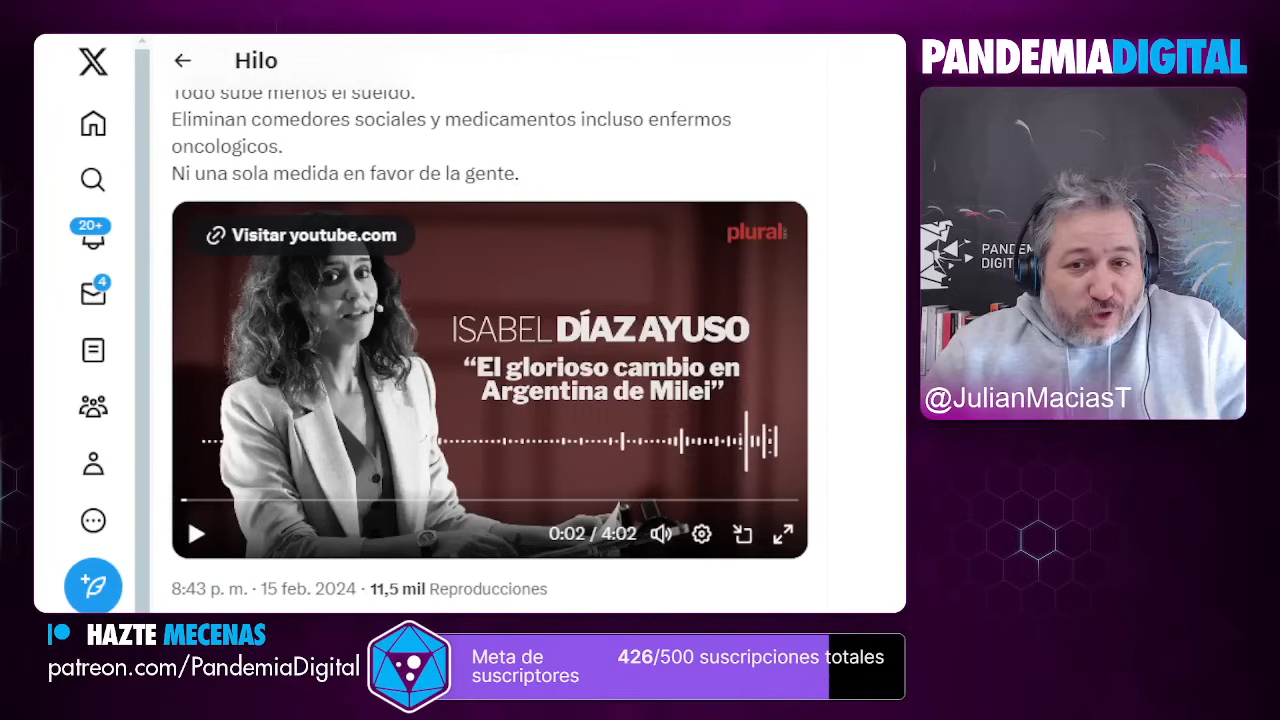 Hilo
Todo sube menos el sueldo.
Eliminan comedores sociales y medicamentos incluso enfermos
oncologicos.
Ni una sola medida en favor de la gente.
20+
4
Visitar youtube.com
plural
ISABEL DÍAZ AYUSO
“El glorioso cambio en
Argentina de Milei”
0:02 / 4:02
8:43 p. m. · 15 feb. 2024 · 11,5 mil Reproducciones
PANDEMIADIGITAL
PANDEM
DIGIT
@JulianMaciasT
HAZTE MECENAS
patreon.com/PandemiaDigital
Meta de
suscriptores
426/500 suscripciones totales